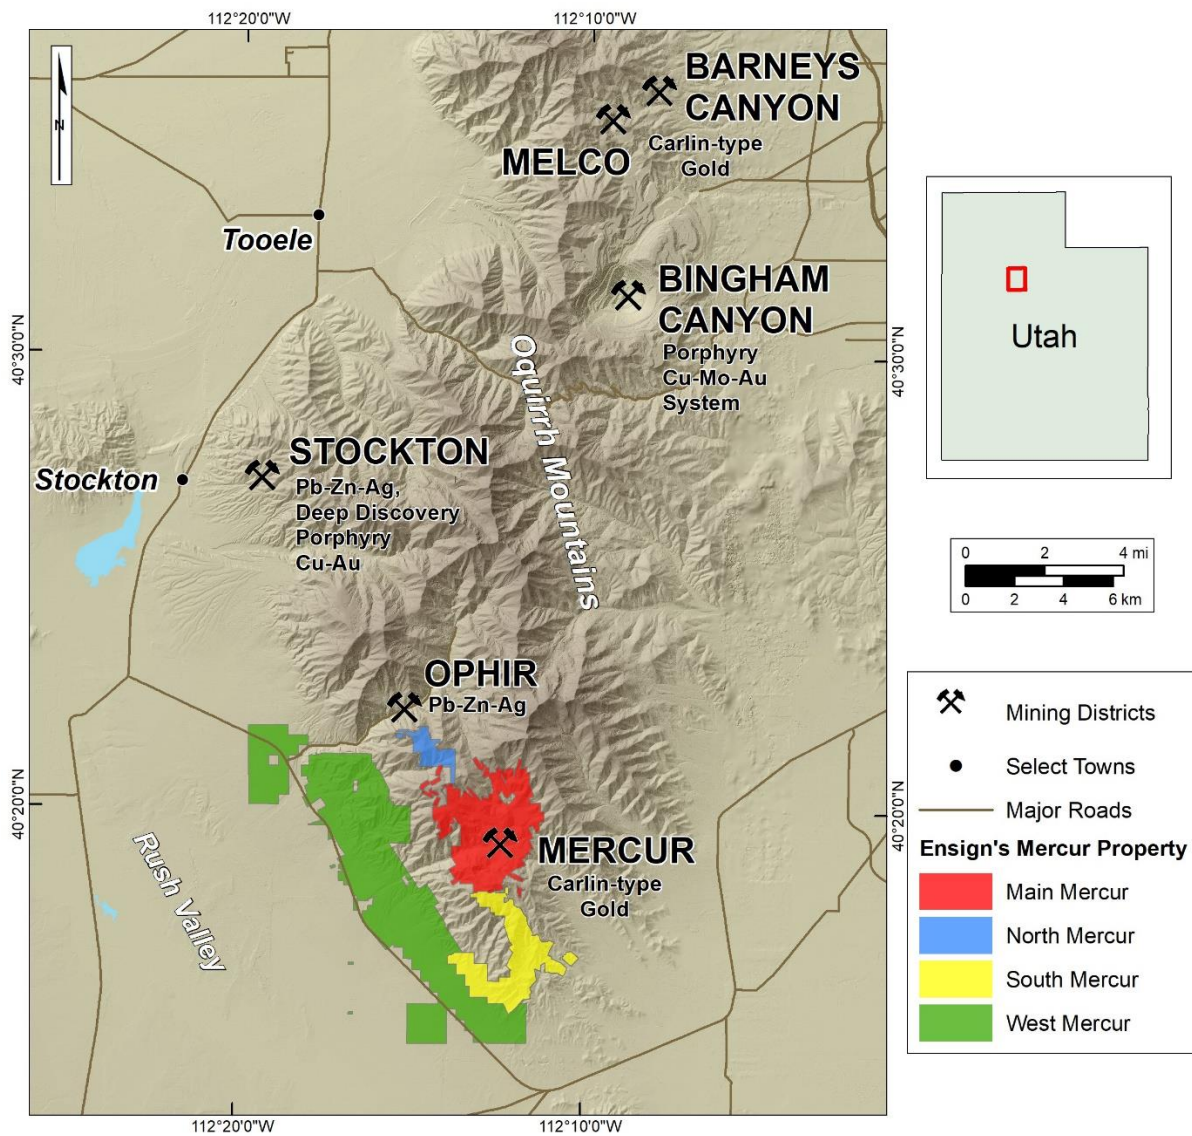 112°20'0"W
112°10'0"W
N
BARNEYS
CANYON
Carlin-type
Gold
MELCO
Tooele
BINGHAM
CANYON
Porphyry
Cu-Mo-Au
System
40°30'0"N
40°30'0"N
Oquirrh Mountains
STOCKTON
Pb-Zn-Ag,
Deep Discovery
Porphyry
Cu-Au
Stockton
OPHIR
Pb-Zn-Ag
40°20'0"N
40°20'0"N
MERCUR
Carlin-type
Gold
Rush Valley
112°20'0"W
112°10'0"W
Utah
0 2 4 mi
0 2 4 6 km
Mining Districts
Select Towns
Major Roads
Ensign's Mercur Property
Main Mercur
North Mercur
South Mercur
West Mercur